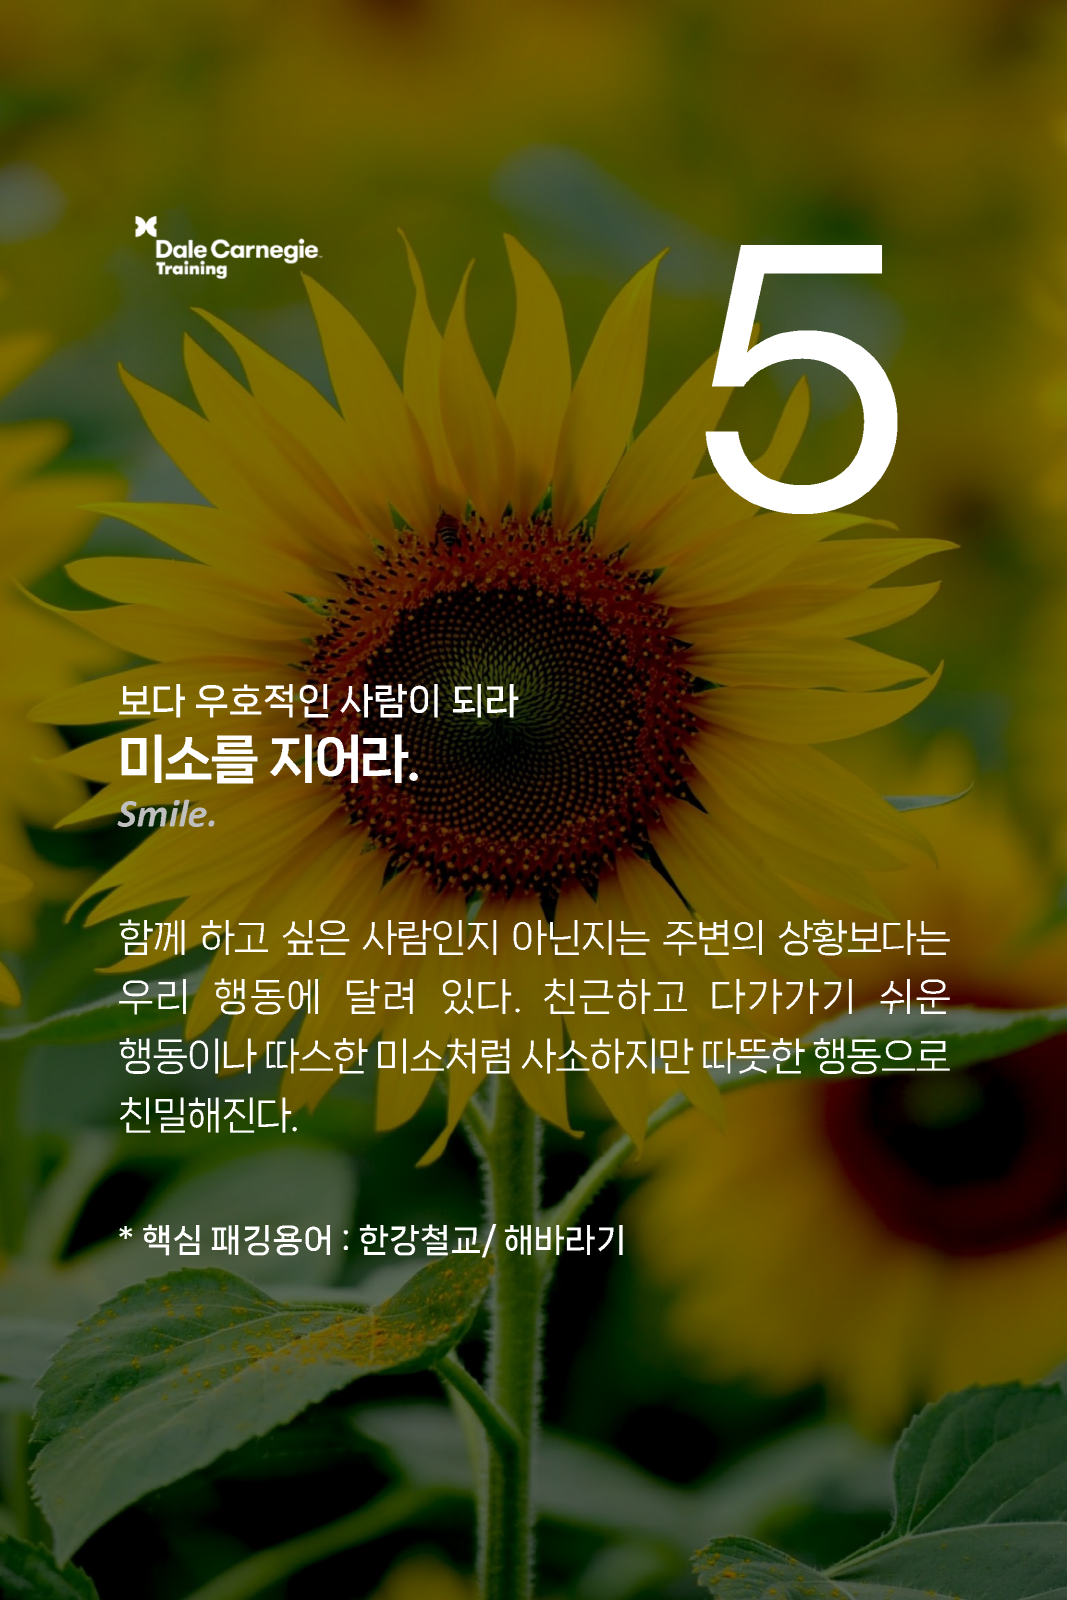 Dale Carnegie
Training
5
보다 우호적인 사람이 되라
미소를 지어라.
Smile.
함께 하고 싶은 사람인지 아닌지는 주변의 상황보다는
우리 행동에 달려 있다. 친근하고 다가가기 쉬운
행동이나 따스한 미소처럼 사소하지만 따뜻한 행동으로
친밀해진다.
* 핵심 패킹용어 : 한강철교/ 해바라기